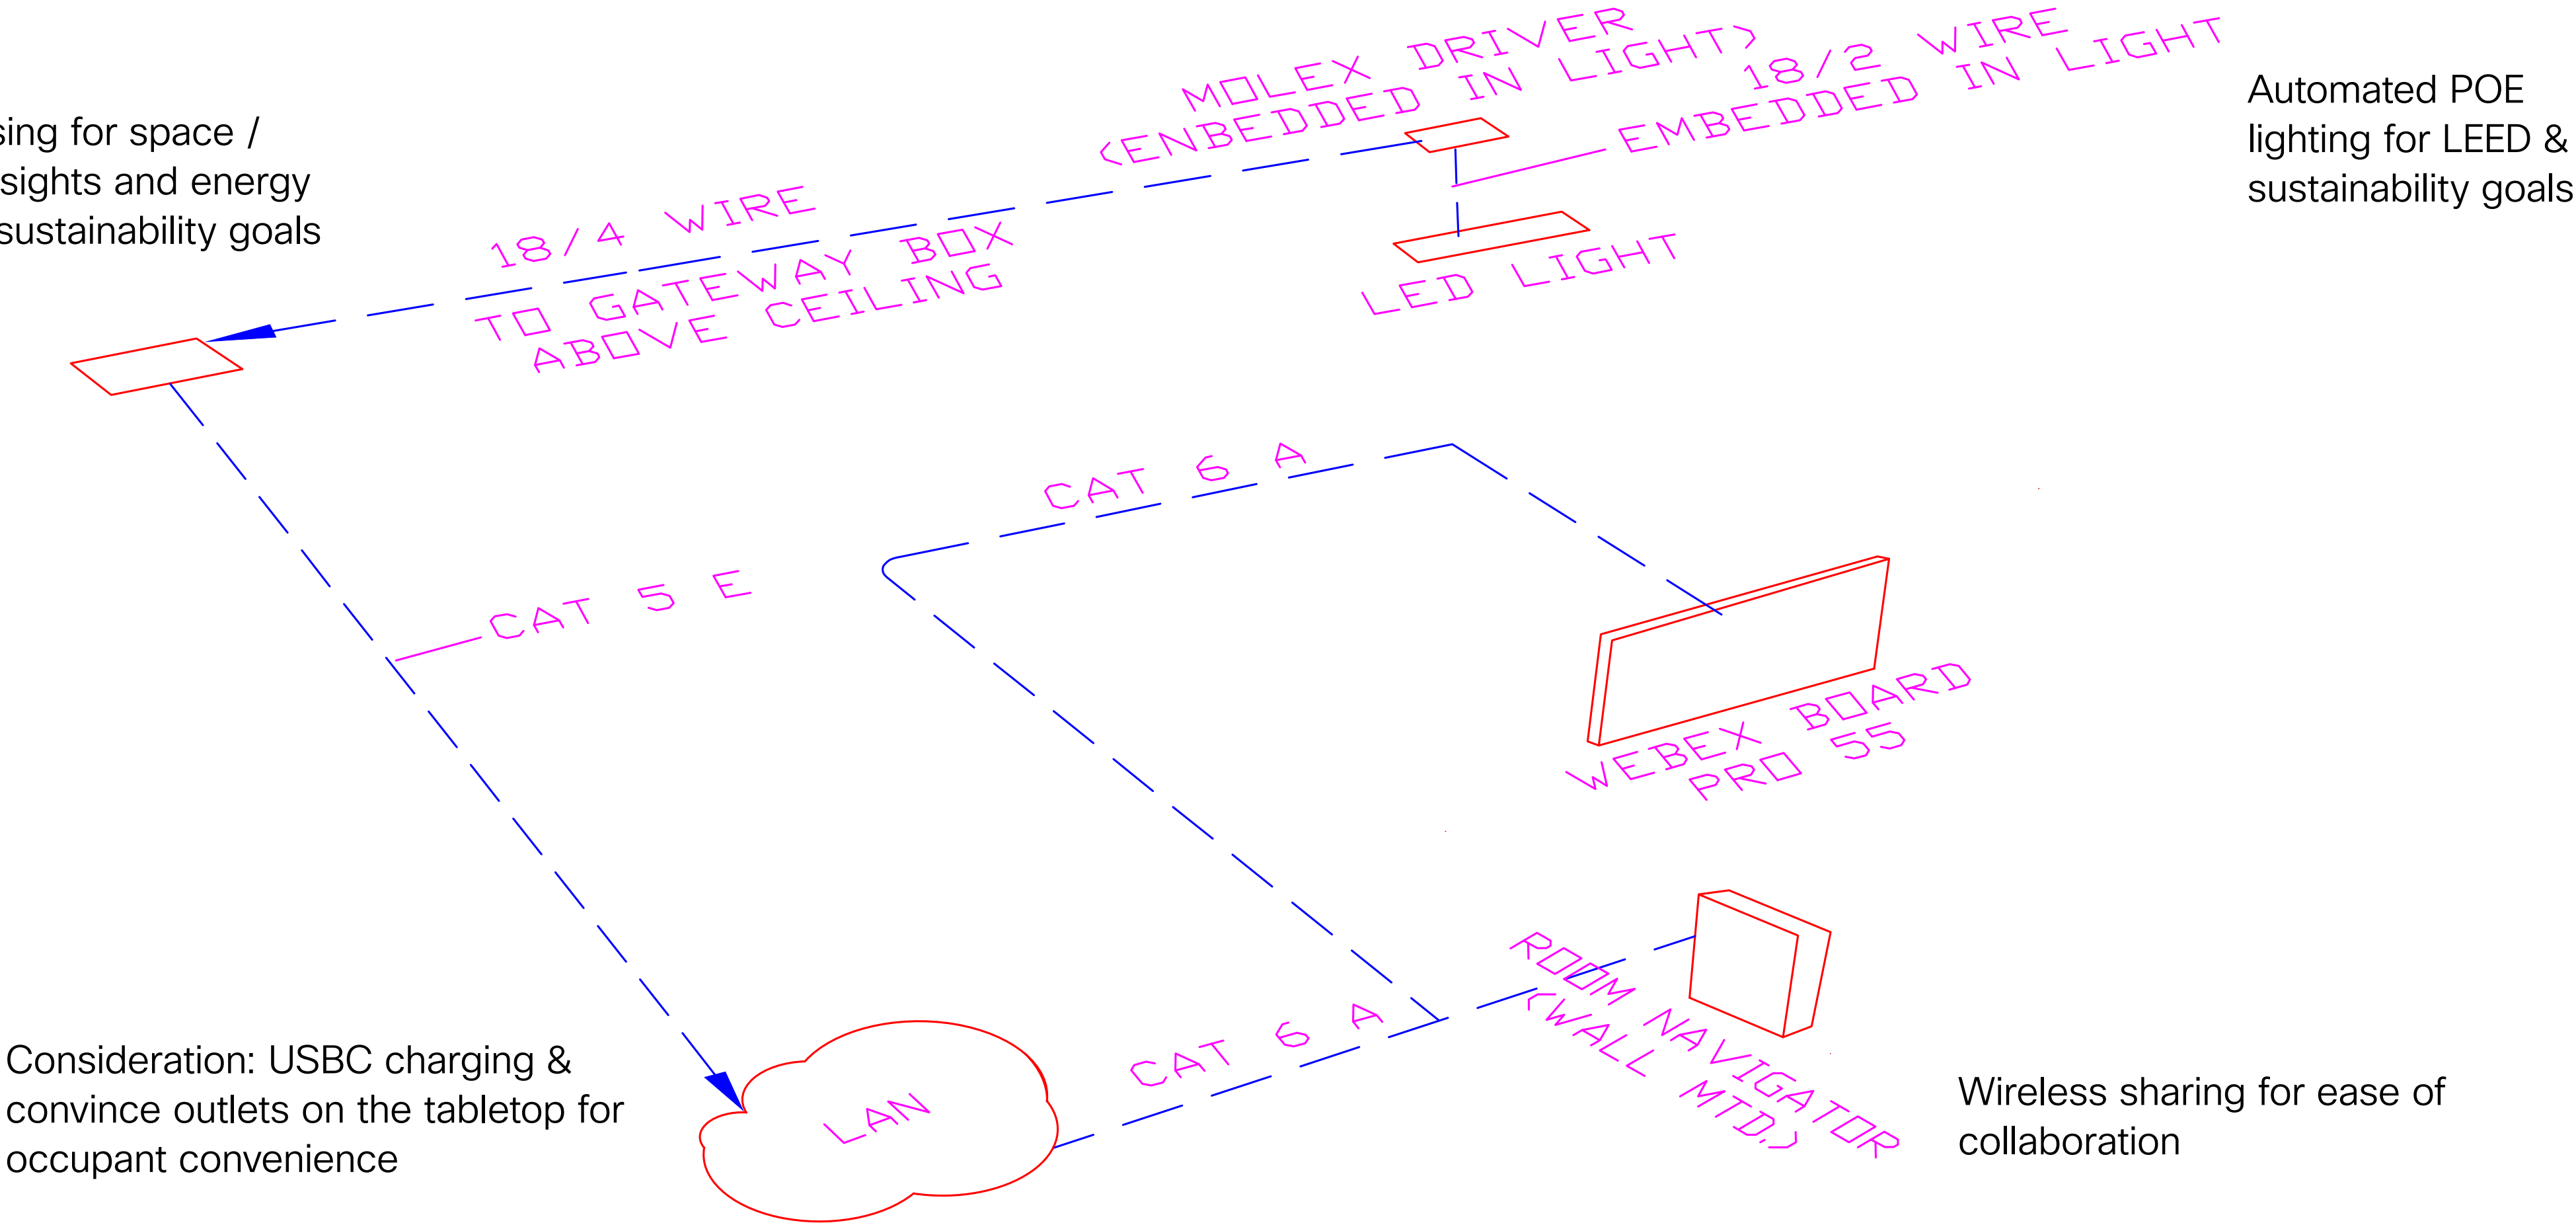 MOLEX DRIVER
(ENBEDDED IN LIGHT)
18/2 WIRE
EMBEDDED IN LIGHT
Automated POE
lighting for LEED &
sustainability goals
for space /
and energy
sustainability goals
18/4 WIRE
TO GATEWAY BOX
ABOVE CEILING
LED LIGHT
CAT 6 A
CAT 5 E
WEBEX BOARD
PRO 55
ROOM NAVIGATOR
(WALL MTD.)
CAT 6 A
LAN
Consideration: USBC charging &
convince outlets on the tabletop for
occupant convenience
Wireless sharing for ease of
collaboration